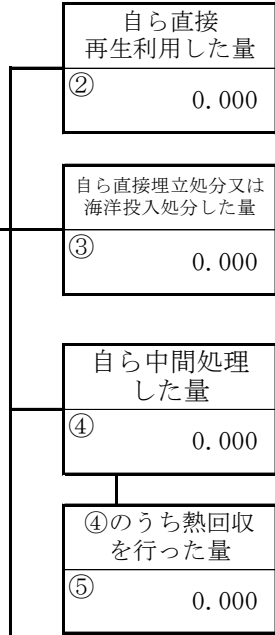 自ら直接
再生利用した量
②
0.000
自ら直接埋立処分又は
海洋投入処分した量
③
0.000
自ら中間処理
した量
④
0.000
④のうち熱回収
を行った量
⑤
0.000